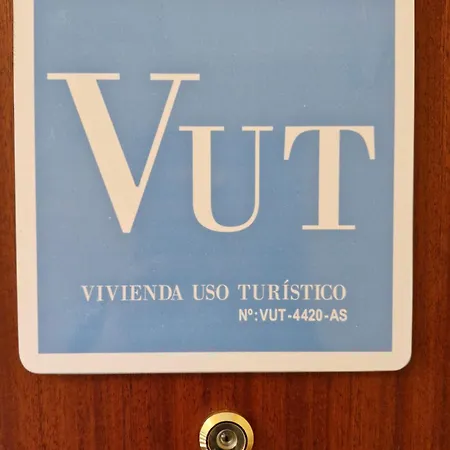 VUT
VIVIENDA USO TURÍSTICO
Nº:VUT-4420-AS